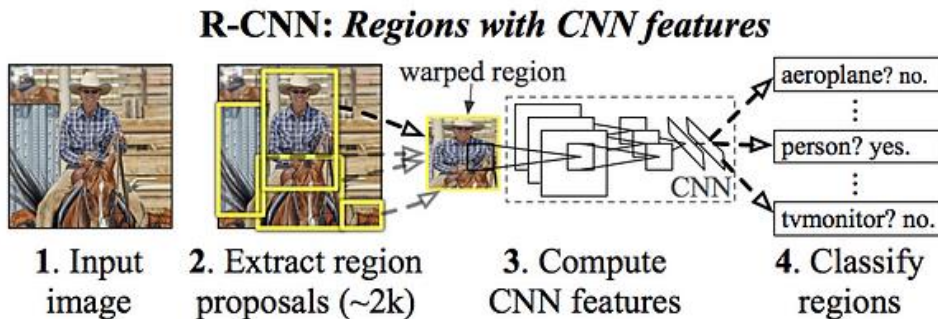 R-CNN: Regions with CNN features
warped region
aeroplane? no.
person? yes.
tvmonitor? no.
CNN
1. Input
image
2. Extract region
proposals (~2k)
3. Compute
CNN features
4. Classify
regions